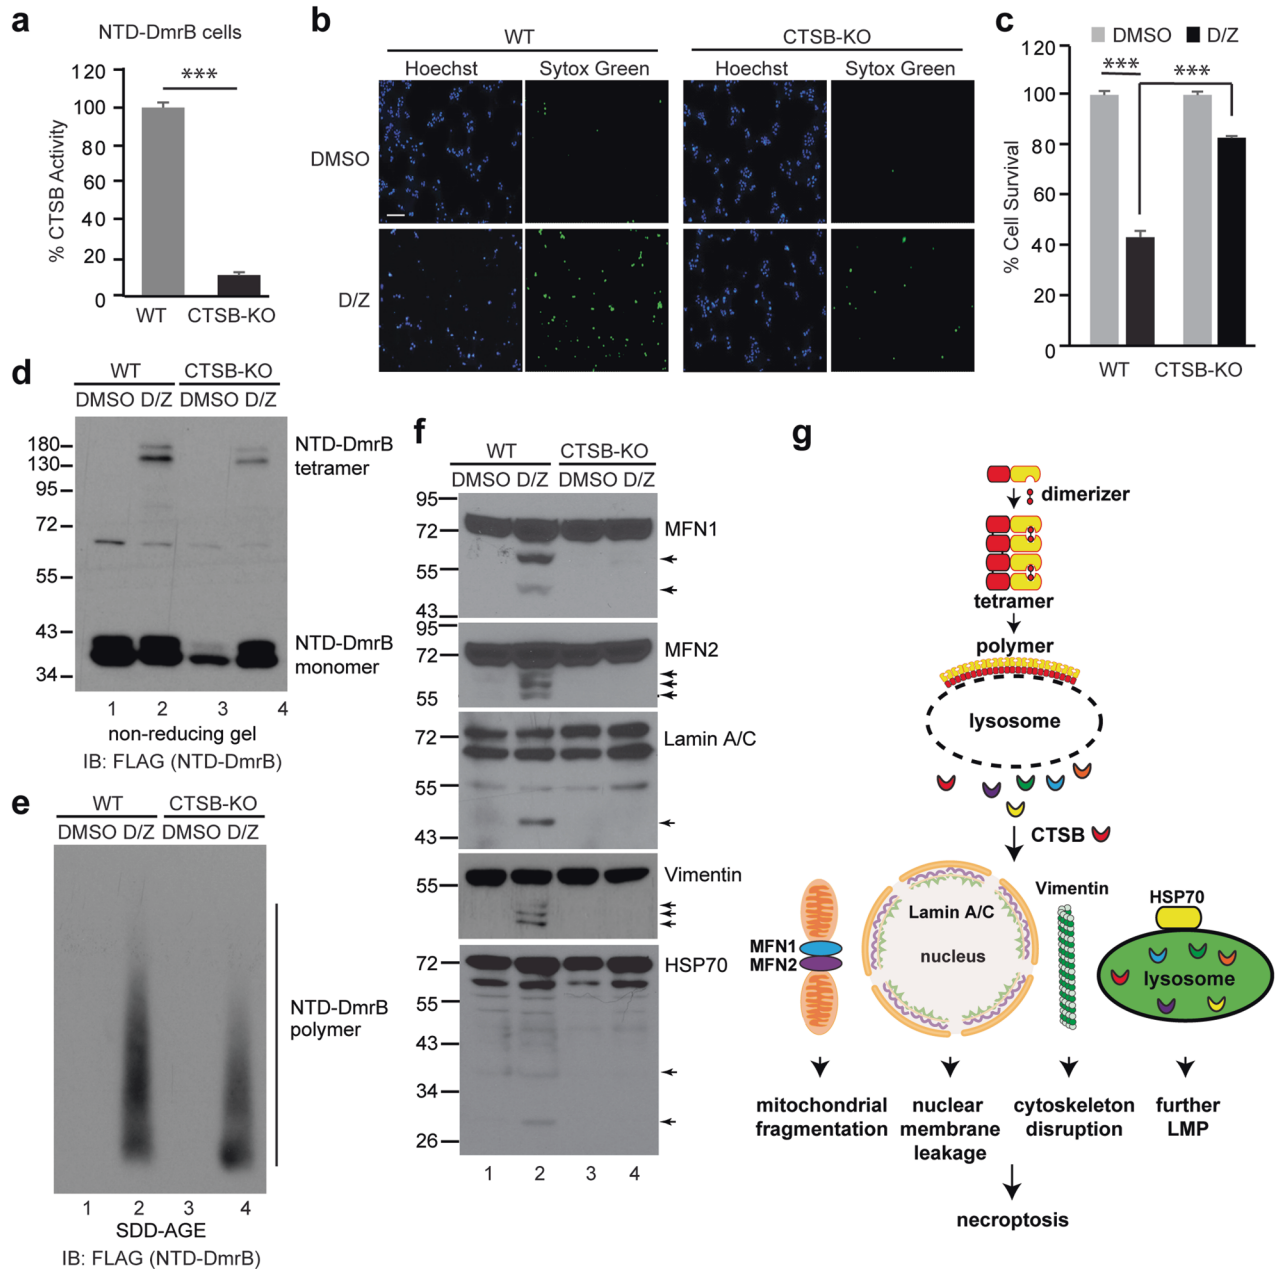 a
NTD-DmrB cells
120
100
80
60
40
20
0
% CTSB Activity
***
WT
CTSB-KO
b
WT
CTSB-KO
Hoechst
Sytox Green
Hoechst
Sytox Green
DMSO
D/Z
c
DMSO
D/Z
120
100
80
60
40
20
0
% Cell Survival
***
***
WT
CTSB-KO
d
WT
CTSB-KO
DMSO D/Z DMSO D/Z
180
130
95
72
55
43
34
NTD-DmrB
tetramer
NTD-DmrB
monomer
1 2 3 4
non-reducing gel
IB: FLAG (NTD-DmrB)
e
WT
CTSB-KO
DMSO D/Z DMSO D/Z
NTD-DmrB
polymer
1 2 3 4
SDD-AGE
IB: FLAG (NTD-DmrB)
f
WT
CTSB-KO
DMSO D/Z DMSO D/Z
95
72
55
43
MFN1
95
72
55
MFN2
72
55
43
Lamin A/C
55
Vimentin
72
55
43
34
26
HSP70
1 2 3 4
g
dimerizer
tetramer
polymer
lysosome
CTSB
MFN1
MFN2
Lamin A/C
nucleus
Vimentin
HSP70
lysosome
mitochondrial
fragmentation
nuclear
membrane
leakage
cytoskeleton
disruption
further
LMP
necroptosis